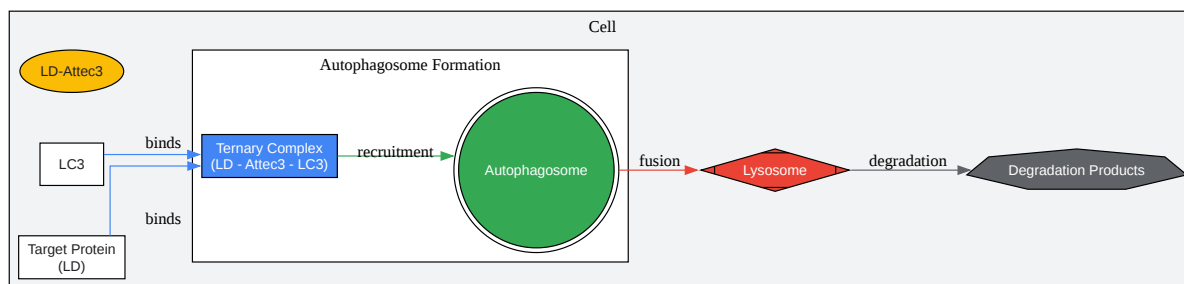 Cell
LD-Attec3
Autophagosome Formation
binds
LC3
Ternary Complex
(LD - Attec3 - LC3)
recruitment
Autophagosome
fusion
Lysosome
degradation
Degradation Products
binds
Target Protein
(LD)